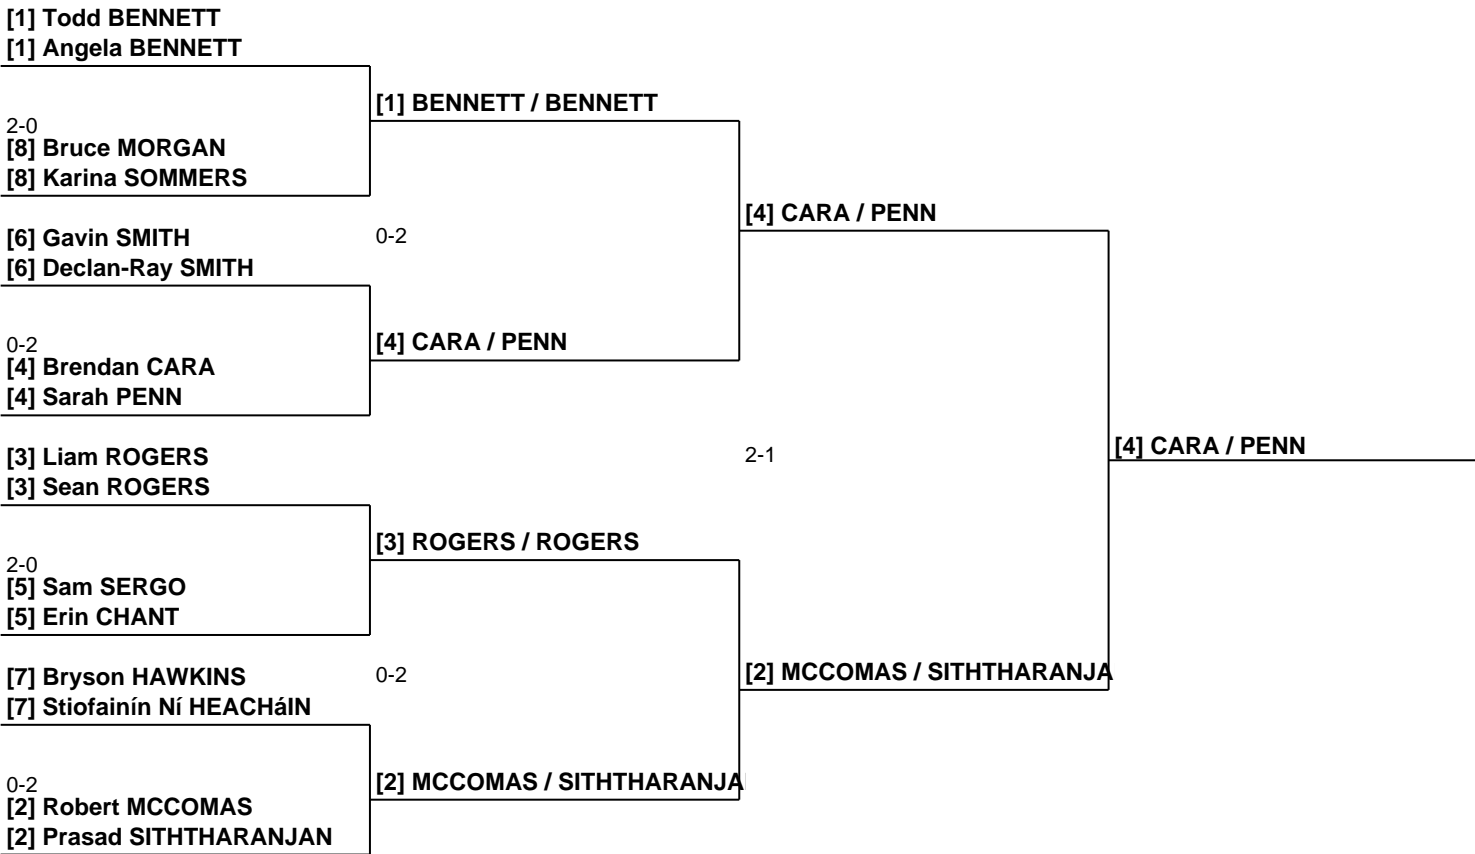 [1] Todd BENNETT
[1] Angela BENNETT
[1] BENNETT / BENNETT
2-0
[8] Bruce MORGAN
[8] Karina SOMMERS
[4] CARA / PENN
[6] Gavin SMITH
0-2
[6] Declan-Ray SMITH
[4] CARA / PENN
0-2
[4] Brendan CARA
[4] Sarah PENN
[4] CARA / PENN
[3] Liam ROGERS
2-1
[3] Sean ROGERS
[3] ROGERS / ROGERS
2-0
[5] Sam SERGO
[5] Erin CHANT
[2] MCCOMAS / SITHTHARANJA
[7] Bryson HAWKINS
0-2
[7] Stiofainín Ní HEACHáIN
[2] MCCOMAS / SITHTHARANJA
0-2
[2] Robert MCCOMAS
[2] Prasad SITHTHARANJAN